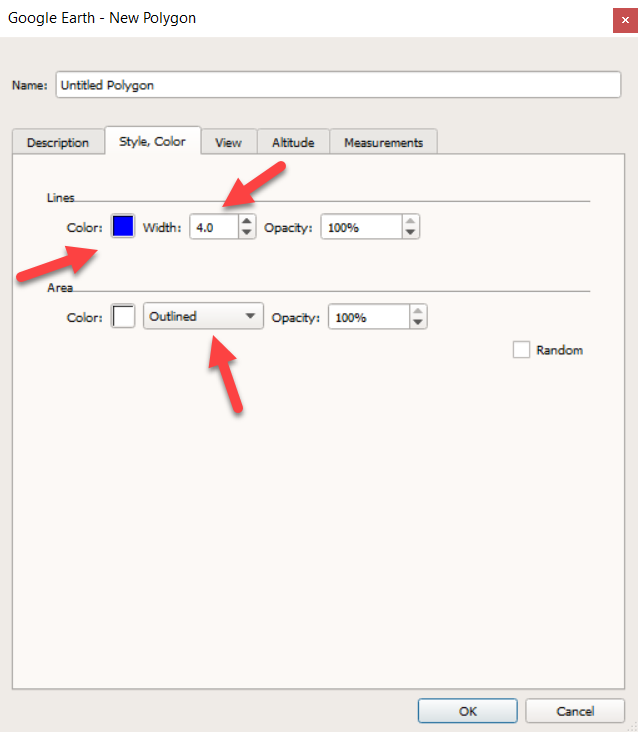 Google Earth - New Polygon
Name: Untitled Polygon
Description Style, Color View Altitude Measurements
Lines
Color: Width: 4.0 Opacity: 100%
Area
Color: Outlined Opacity: 100%
Random
OK Cancel